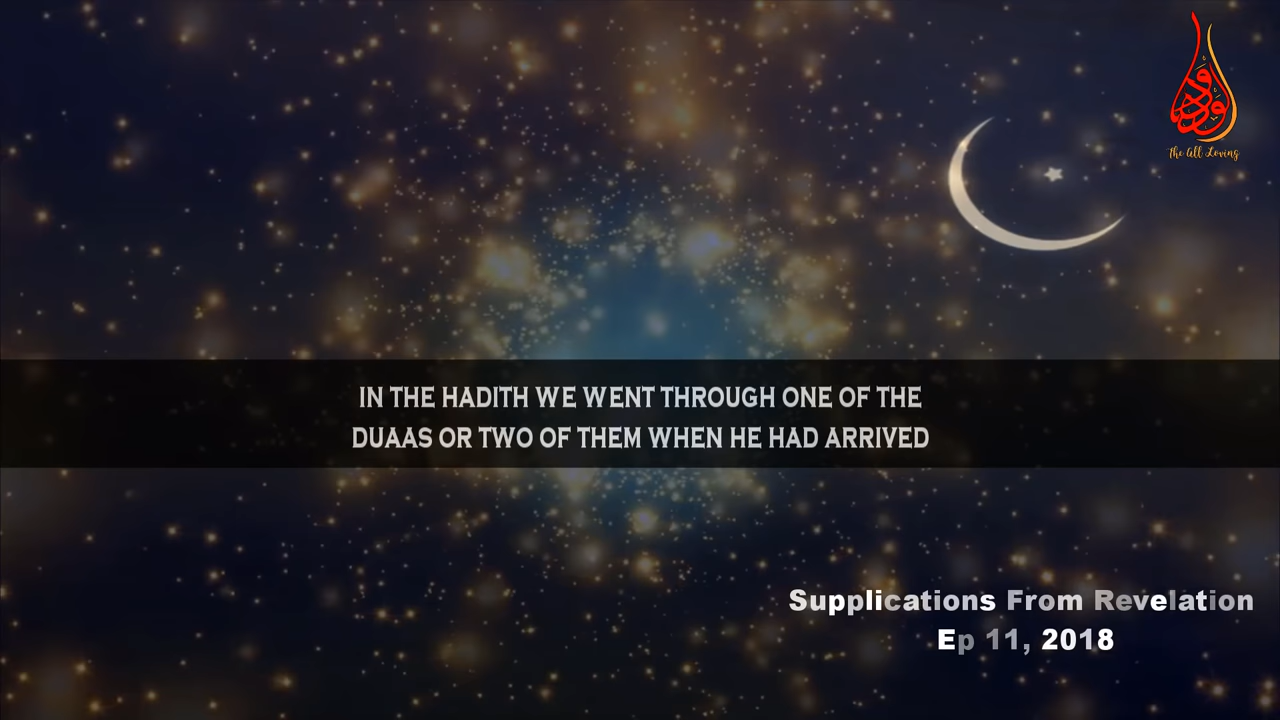 الودود
The All Loving
IN THE HADITH WE WENT THROUGH ONE OF THE
DUAAS OR TWO OF THEM WHEN HE HAD ARRIVED
Supplications From Revelation
Ep 11, 2018